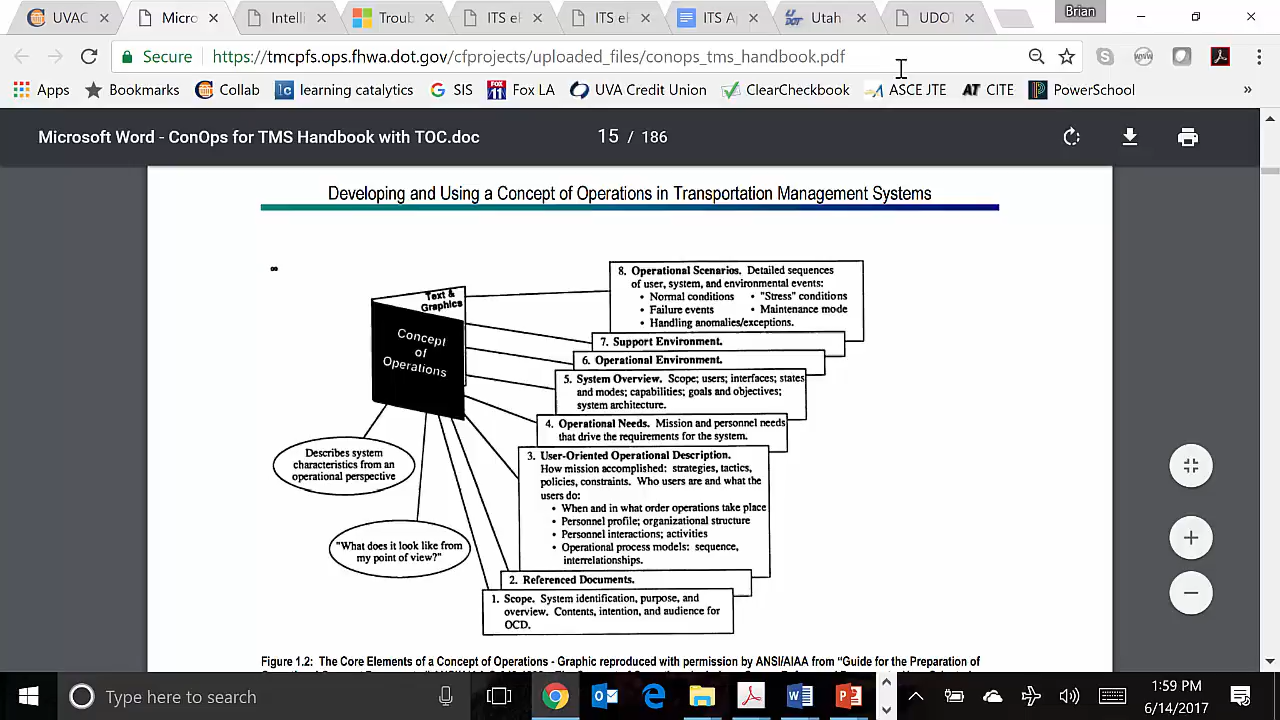 UVAC
Micro
Intelli
Troub
ITS el
ITS el
ITS A
Utah
UDOT
Brian
Secure
https://tmcpfs.ops.fhwa.dot.gov/cfprojects/uploaded_files/conops_tms_handbook.pdf
Apps
Bookmarks
Collab
learning catalytics
SIS
Fox LA
UVA Credit Union
ClearCheckbook
ASCE JTE
CITE
PowerSchool
»
Microsoft Word - ConOps for TMS Handbook with TOC.doc
15 / 186
Developing and Using a Concept of Operations in Transportation Management Systems
Text &
Graphics
Concept
of
Operations
8. Operational Scenarios. Detailed sequences
of user, system, and environmental events:
• Normal conditions • "Stress" conditions
• Failure events • Maintenance mode
• Handling anomalies/exceptions.
7. Support Environment.
6. Operational Environment.
5. System Overview. Scope; users; interfaces; states
and modes; capabilities; goals and objectives;
system architecture.
4. Operational Needs. Mission and personnel needs
that drive the requirements for the system.
3. User-Oriented Operational Description.
How mission accomplished: strategies, tactics,
policies, constraints. Who users are and what the
users do:
• When and in what order operations take place
• Personnel profile; organizational structure
• Personnel interactions; activities
• Operational process models: sequence,
interrelationships.
2. Referenced Documents.
1. Scope. System identification, purpose, and
overview. Contents, intention, and audience for
OCD.
Describes system
characteristics from an
operational perspective
"What does it look like from
my point of view?"
Figure 1.2: The Core Elements of a Concept of Operations - Graphic reproduced with permission by ANSI/AIAA from "Guide for the Preparation of
Type here to search
1:59 PM
6/14/2017